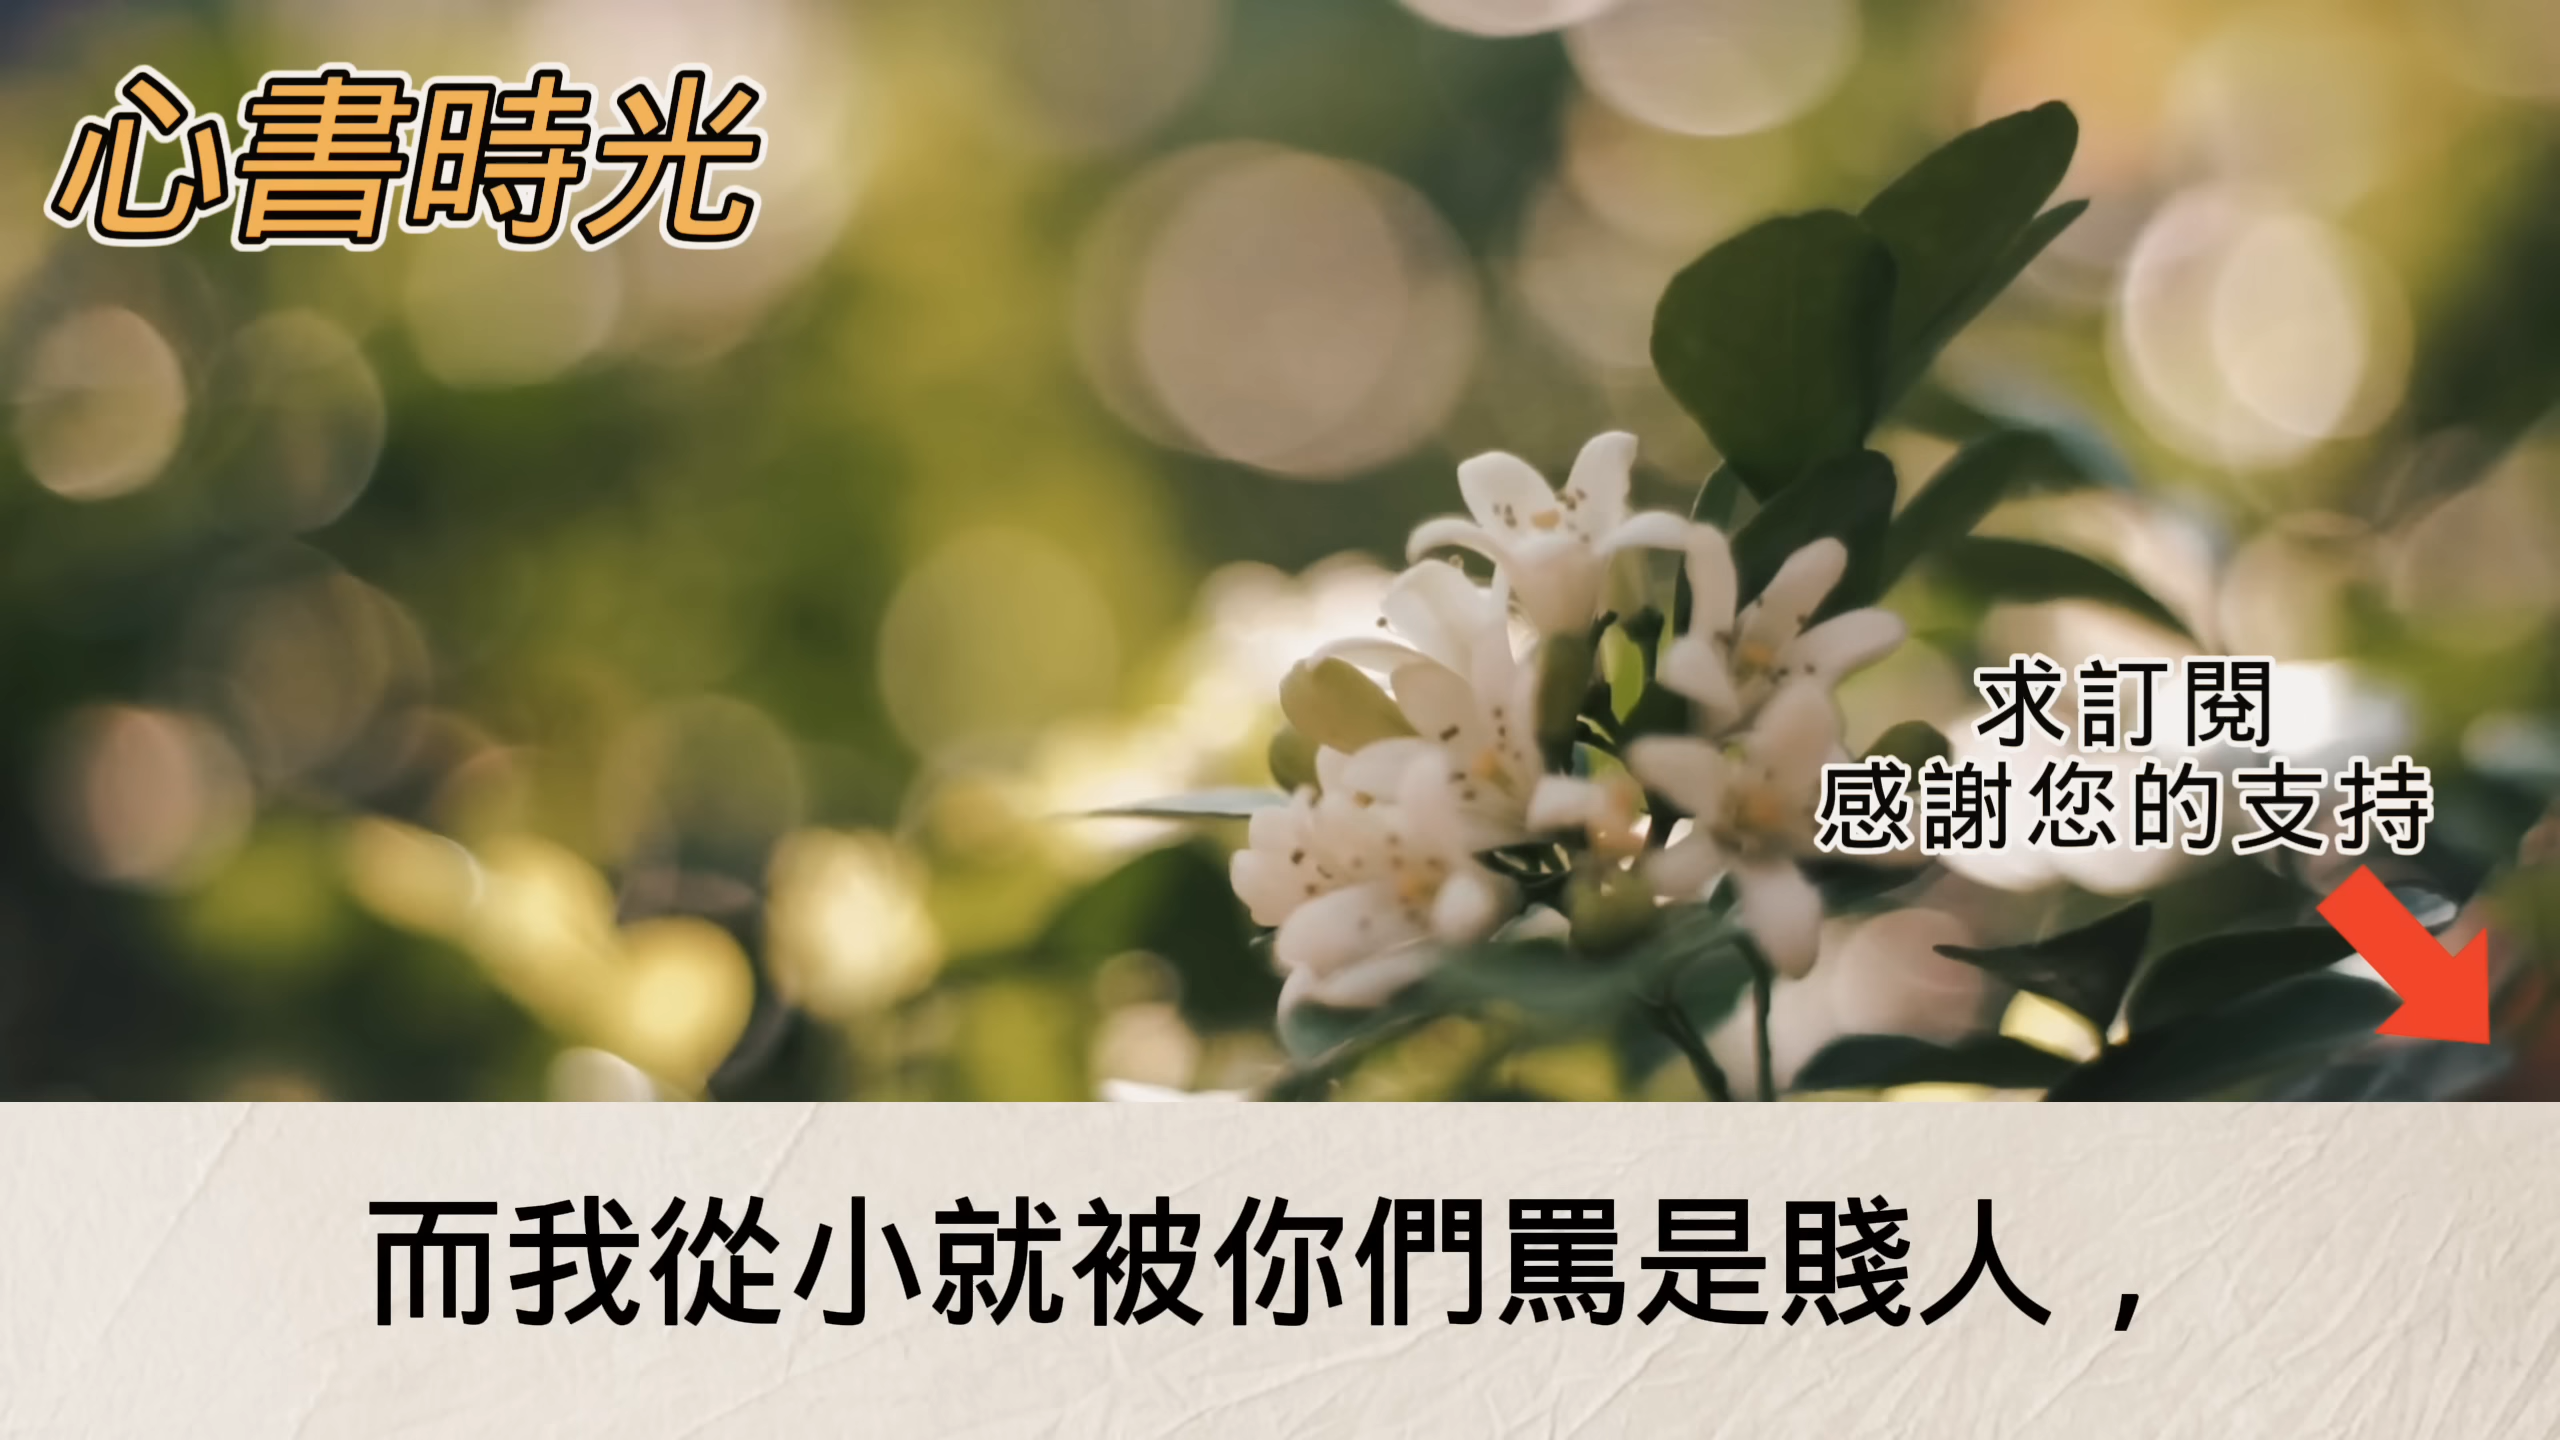 心書時光
求訂閱
感謝您的支持
而我從小就被你們罵是賤人，